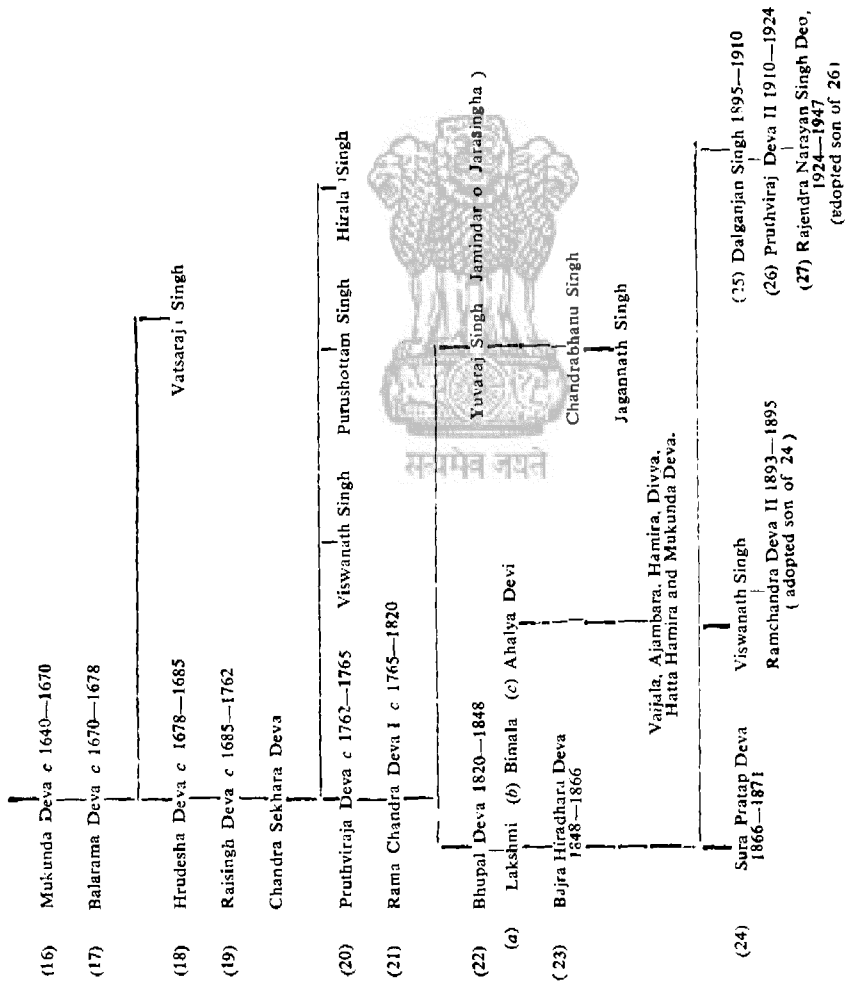 (16) Mukunda Deva c 1640—1670
(17) Balarama Deva c 1670—1678
(18) Hrudesha Deva c 1678—1685 Vatsaraj Singh
(19) Raisingh Deva c 1685—1762
Chandra Sekhara Deva
(20) Pruthviraja Deva c 1762—1765 Viswanath Singh Purushottam Singh Hirala Singh
(21) Rama Chandra Deva I c 1765—1820
(22) Bhupal Deva 1820—1848 Yuvaraj Singh Jamindar o Jarasingha )
(a) Lakshmi (b) Bimala (c) Ahalya Devi
Chandrabhanu Singh
(23) Bajra Hiradhara Deva
1848—1866
Jagannath Singh
Vaijala, Ajambara, Hamira, Divya,
Hatta Hamira and Mukunda Deva.
(24) Sura Pratap Deva Viswanath Singh (25) Dalganjan Singh 1895—1910
1866—1871
Ramchandra Deva II 1893—1895 (26) Pruthviraj Deva II 1910—1924
( adopted son of 24 )
(27) Rajendra Narayan Singh Deo,
1924—1947
(adopted son of 26)
सत्यमेव जयते